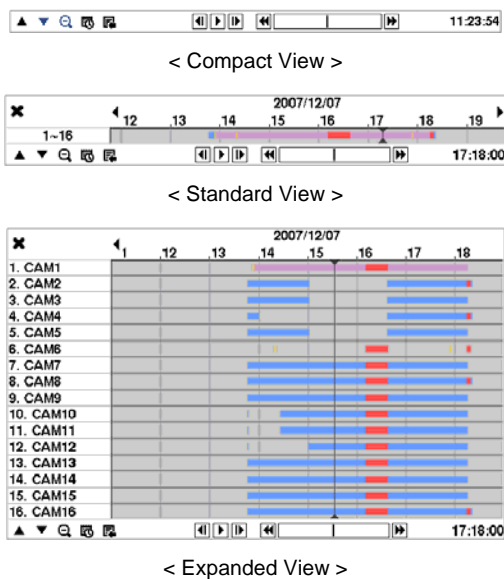 11:23:54
< Compact View >
2007/12/07
12 13 14 15 16 17 18 19
1~16
17:18:00
< Standard View >
2007/12/07
1 12 13 14 15 16 17 18
1. CAM1
2. CAM2
3. CAM3
4. CAM4
5. CAM5
6. CAM6
7. CAM7
8. CAM8
9. CAM9
10. CAM10
11. CAM11
12. CAM12
13. CAM13
14. CAM14
15. CAM15
16. CAM16
17:18:00
< Expanded View >